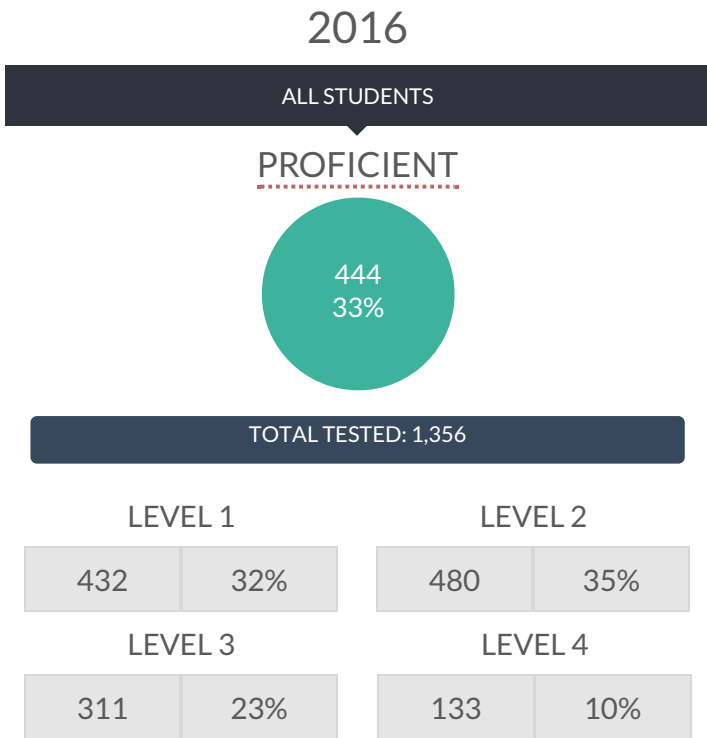 2016
ALL STUDENTS
PROFICIENT
444
33%
TOTAL TESTED: 1,356
LEVEL 1 LEVEL 2
432 32% 480 35%
LEVEL 3 LEVEL 4
311 23% 133 10%